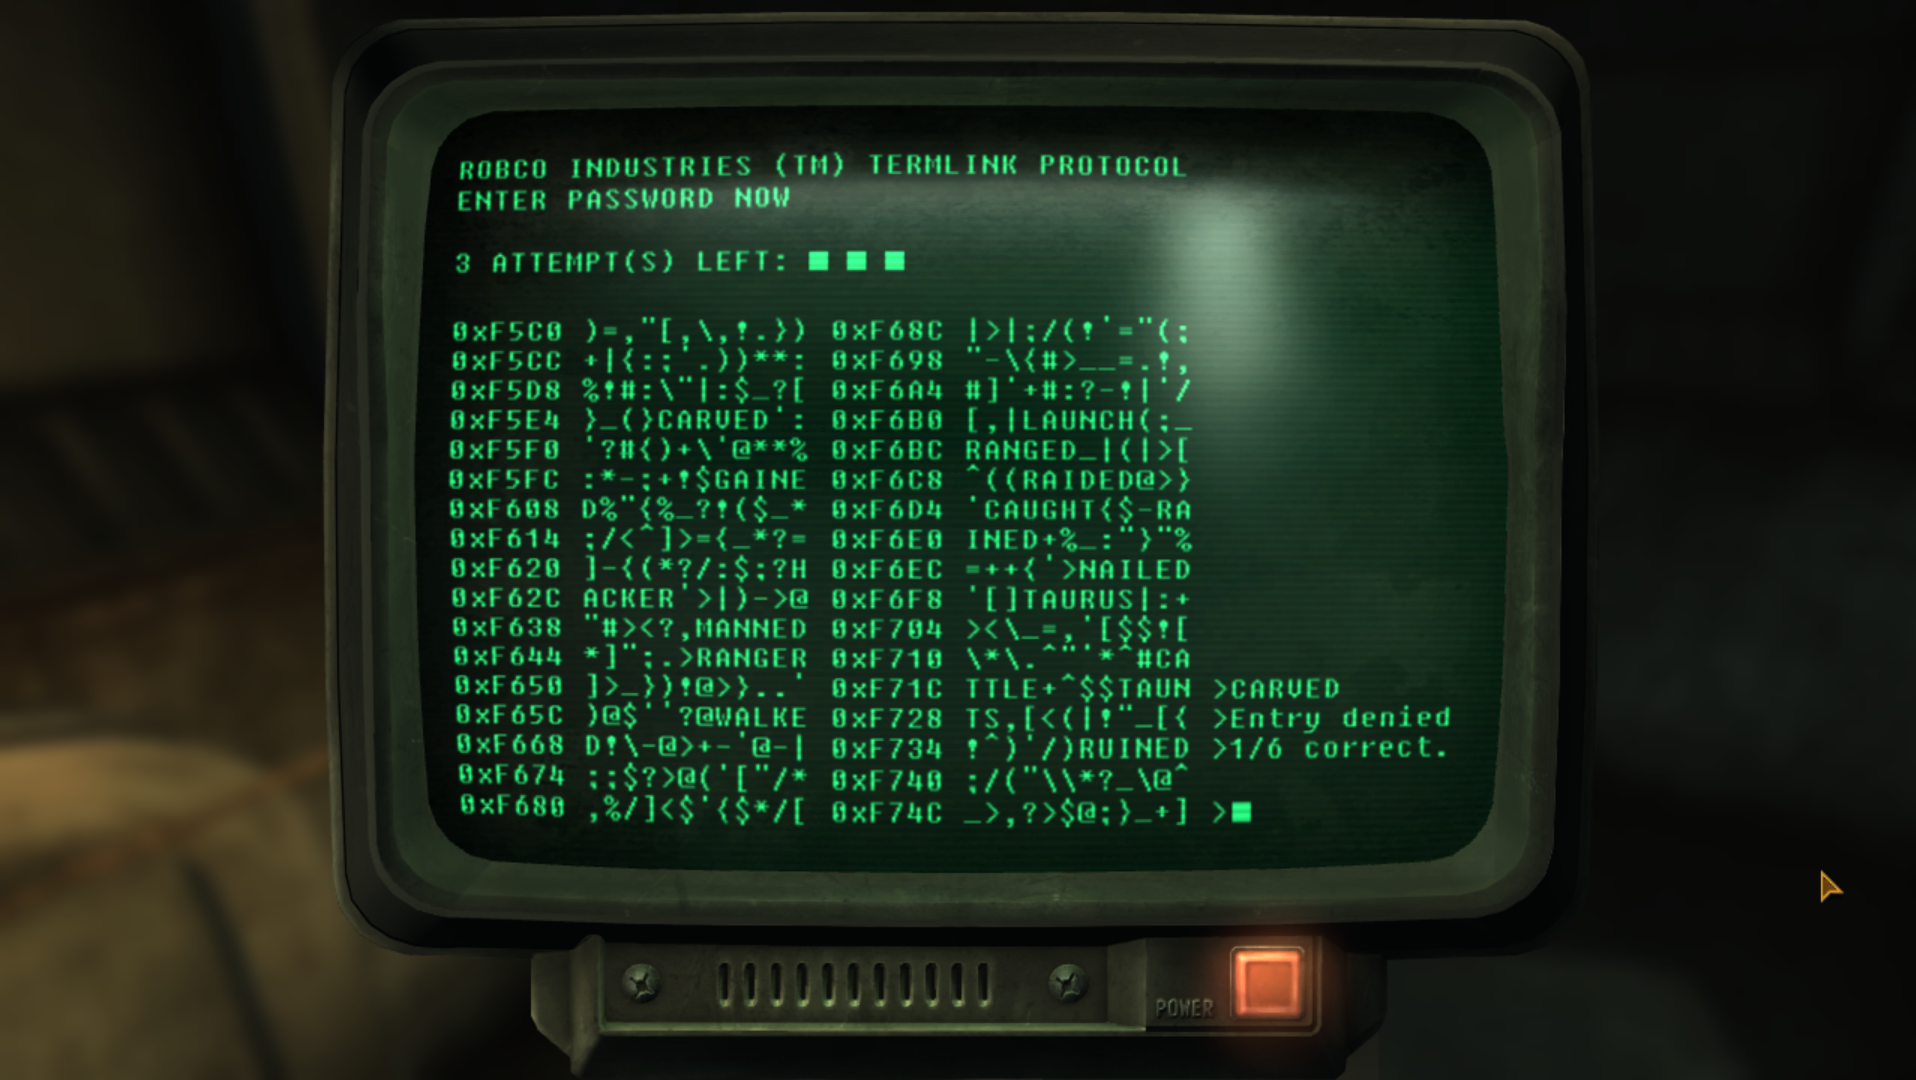 ROBCO INDUSTRIES (TM) TERMLINK PROTOCOL
ENTER PASSWORD NOW
3 ATTEMPT(S) LEFT: ■ ■ ■
0xF5C0 )=,"[,\,!.}) 0xF68C |>|;/(!'="(;
0xF5CC +|{:;'.))**: 0xF698 "-\{#>__=.!,
0xF5D8 %!#:\"|:$_?[ 0xF6A4 #]'+#:?-!|'/
0xF5E4 }_(}CARVED': 0xF6B0 [,|LAUNCH(;_
0xF5F0 '?#{)+\'@**% 0xF6BC RANGED_|(|>[
0xF5FC :*-;+!$GAINE 0xF6C8 ^((RAIDED@>}
0xF608 D%"{%_?!($_* 0xF6D4 'CAUGHT{$-RA
0xF614 ;/<^]>={_*?= 0xF6E0 INED+%_:"}"%
0xF620 ]-{(*?/:$;?H 0xF6EC =++{'>NAILED
0xF62C ACKER'>|)->@ 0xF6F8 '[]TAURUS|:+
0xF638 "#><?,MANNED 0xF704 ><\_=,'[$$![
0xF644 *]";.>RANGER 0xF710 \*\.^"'*^#CA
0xF650 ]>_})!@>}..' 0xF71C TTLE+^$$TAUN >CARVED
0xF65C )@$''?@WALKE 0xF728 TS,[<(|!"_[{ >Entry denied
0xF668 D!\-@>+-'@-| 0xF734 !^)'/)RUINED >1/6 correct.
0xF674 ;;$?>@('["/* 0xF740 ;/("\\*?_\@^
0xF680 ,%/]<$'{$*/[ 0xF74C _>,?>$@;}_+] >■
POWER